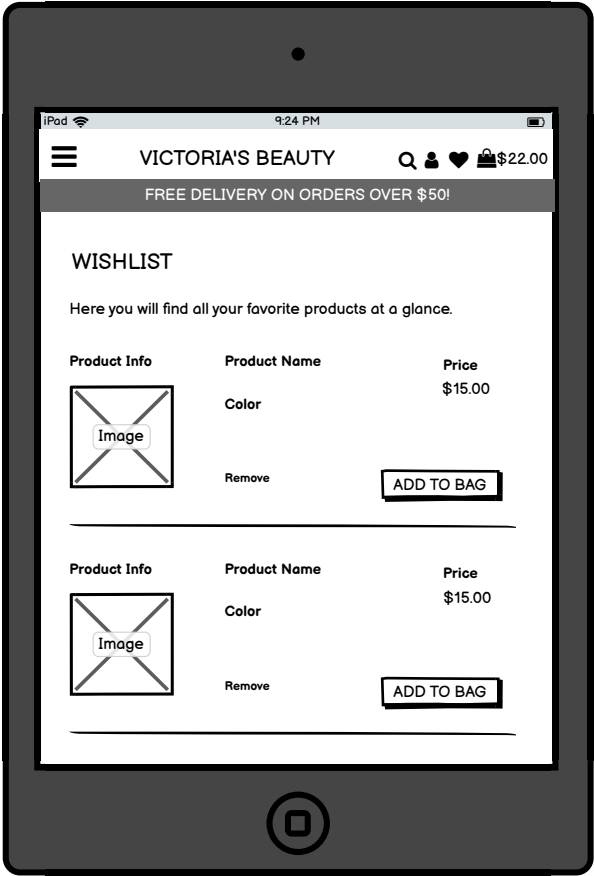 iPad 9:24 PM
VICTORIA'S BEAUTY $22.00
FREE DELIVERY ON ORDERS OVER $50!
WISHLIST
Here you will find all your favorite products at a glance.
Product Info Product Name Price
$15.00
Color
Image
Remove ADD TO BAG
Product Info Product Name Price
$15.00
Color
Image
Remove ADD TO BAG